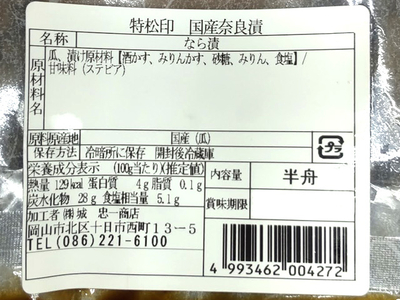 特松印 国産奈良漬
名称 なら漬
原材料名 瓜、漬け原材料【酒かす、みりんかす、砂糖、みりん、食塩】/
甘味料(ステビア)
原料原産地 国産(瓜)
保存方法 冷暗所に保存 開封後冷蔵庫
プラ
栄養成分表示 (100g当たり)(推定値)
熱量 129kcal 蛋白質 4g 脂質 0.1g
炭水化物 28g 食塩相当量 5.1g
内容量 半舟
賞味期限
加工者 ㈱城 忠一商店
岡山市北区十日市西町13-5
TEL(086)221-6100
4 993462 004272